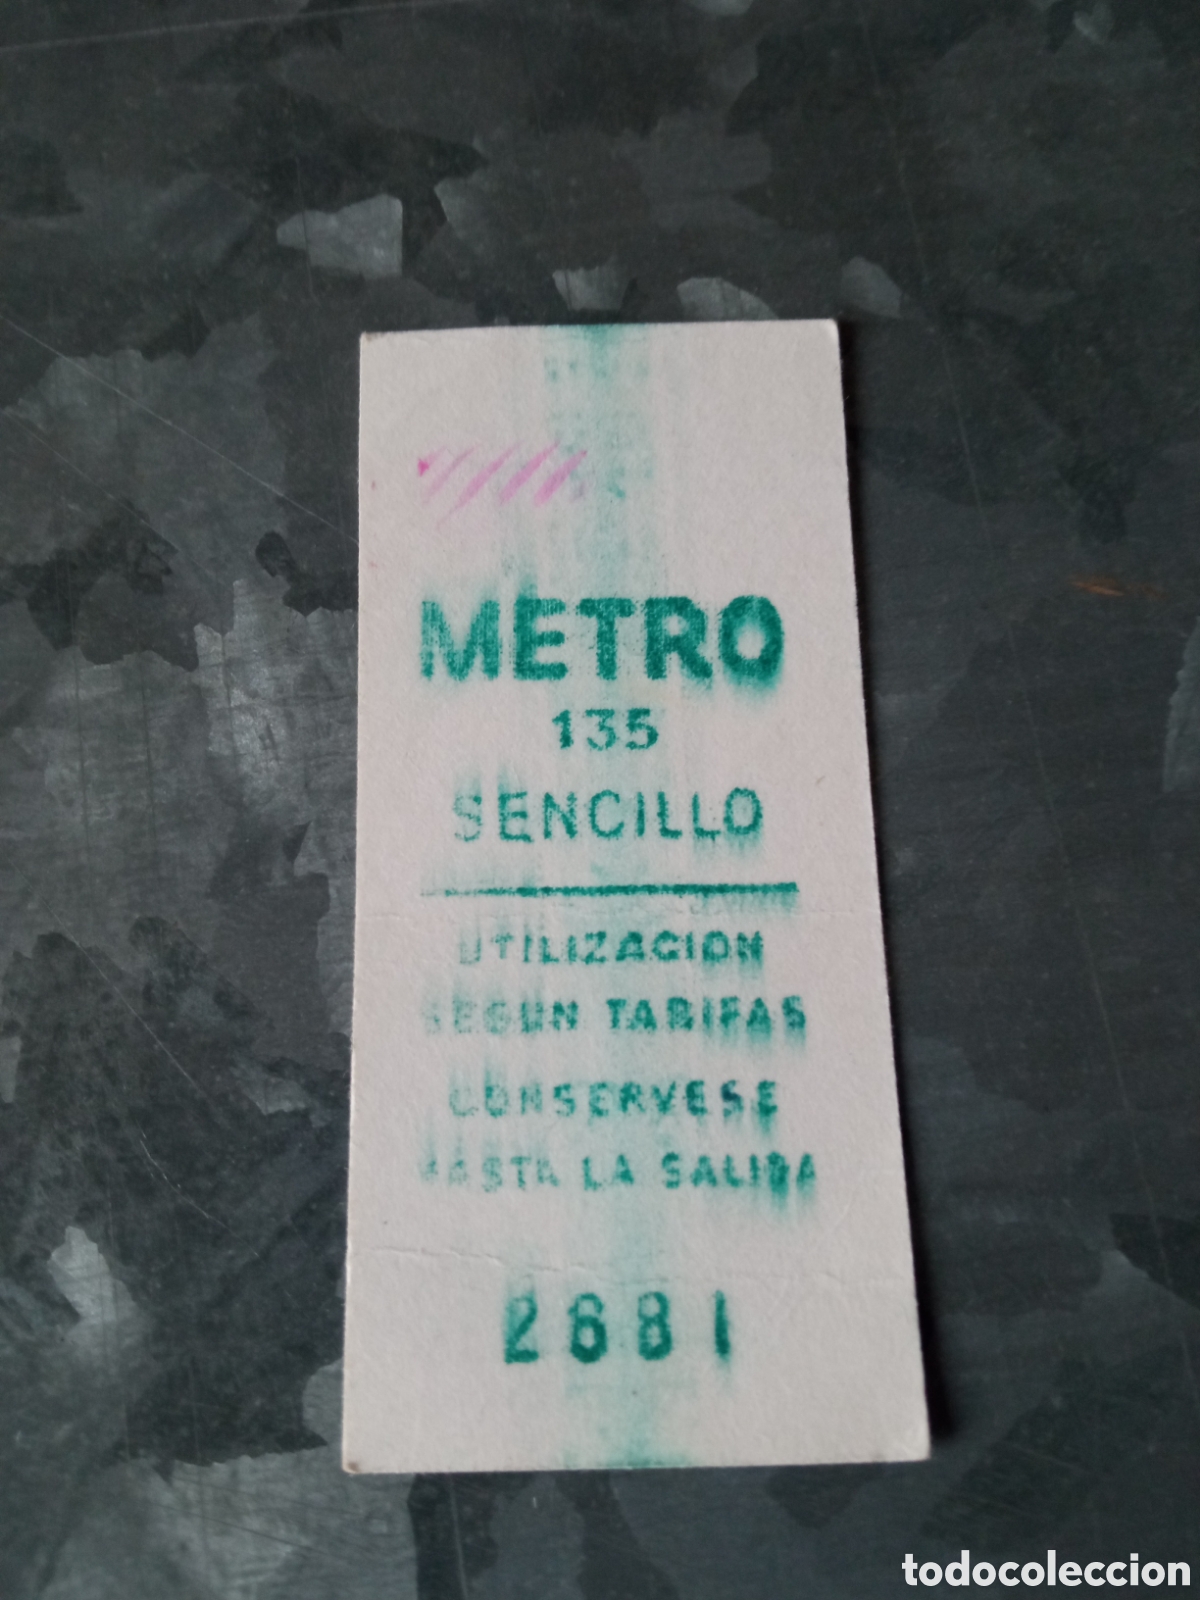 METRO
135
SENCILLO
UTILIZACION
SEGUN TARIFAS
CONSERVESE
HASTA LA SALIDA
2681
todocoleccion